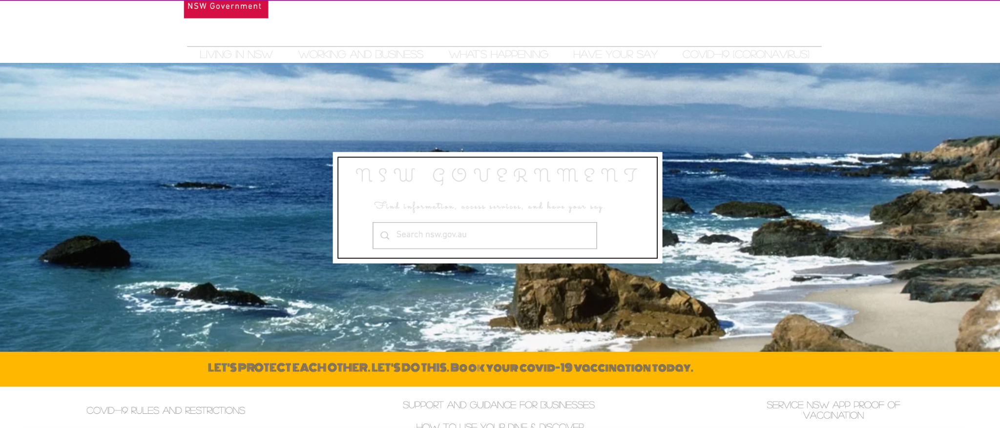 NSW Government
LIVING IN NSW WORKING AND BUSINESS WHAT'S HAPPENING HAVE YOUR SAY COVID-19 (CORONAVIRUS)
NSW GOVERNMENT
Find information, access services, and have your say.
Search nsw.gov.au
LET'S PROTECT EACH OTHER. LET'S DO THIS. Book your covid-19 vaccination today.
COVID-19 RULES AND RESTRICTIONS
SUPPORT AND GUIDANCE FOR BUSINESSES
HOW TO USE YOUR DINE & DISCOVER
SERVICE NSW APP PROOF OF
VACCINATION